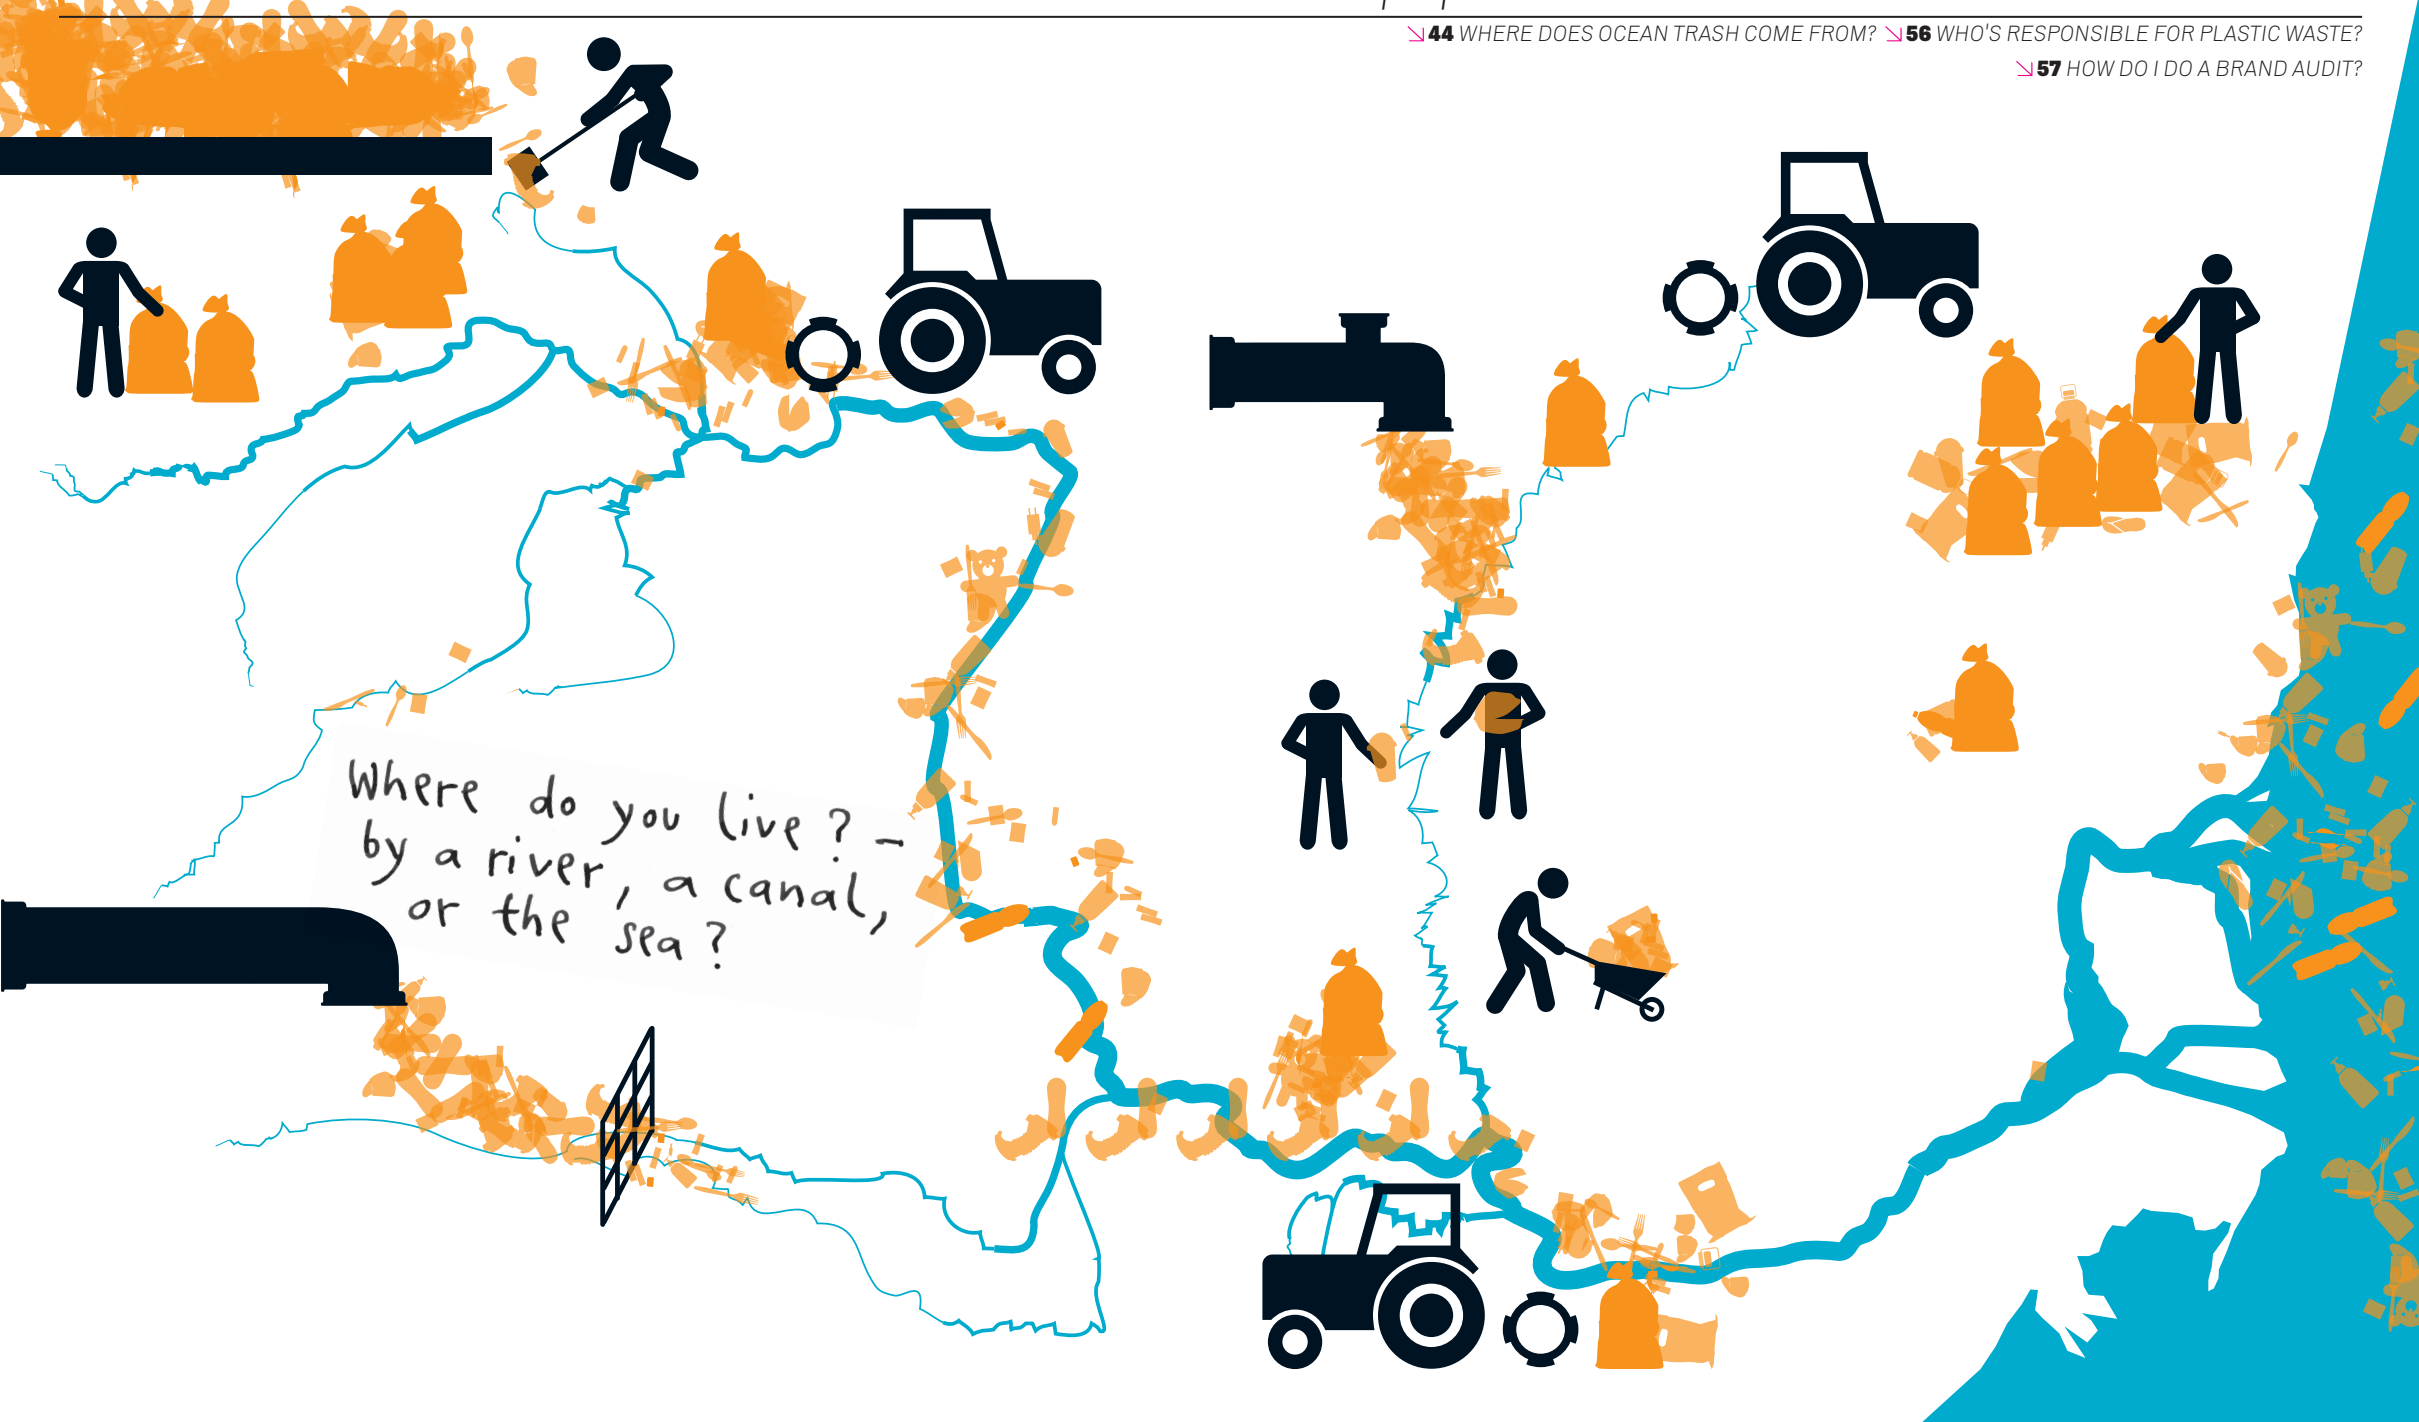 ↘44 WHERE DOES OCEAN TRASH COME FROM? ↘56 WHO'S RESPONSIBLE FOR PLASTIC WASTE?
↘57 HOW DO I DO A BRAND AUDIT?
Where do you live? –
by a river, a canal,
or the sea?